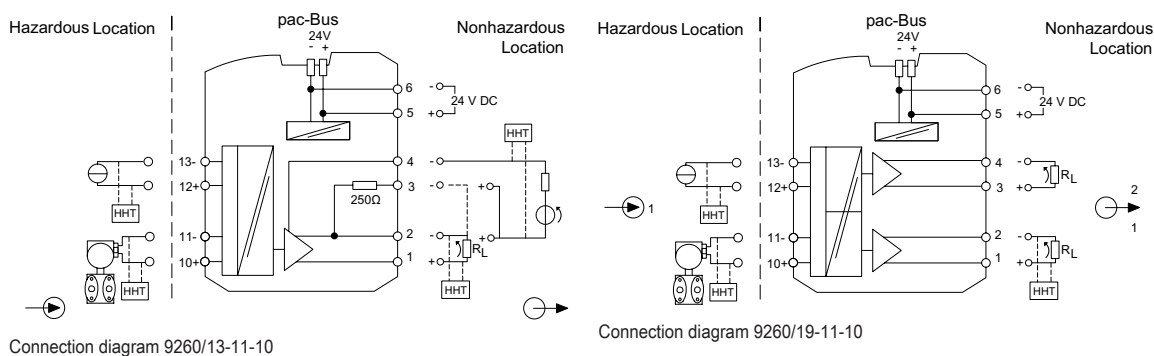 Hazardous Location
pac-Bus
24V
- +
Nonhazardous
Location
6
-
24 V DC
5
+
HHT
13-
4
-
12+
3
-
+
250Ω
HHT
11-
2
-
+
RL
10+
1
+
HHT
HHT
Connection diagram 9260/13-11-10
Hazardous Location
pac-Bus
24V
- +
Nonhazardous
Location
6
-
24 V DC
5
+
13-
4
-
RL
12+
3
+
1
HHT
2
1
11-
2
-
RL
10+
1
+
HHT
HHT
Connection diagram 9260/19-11-10